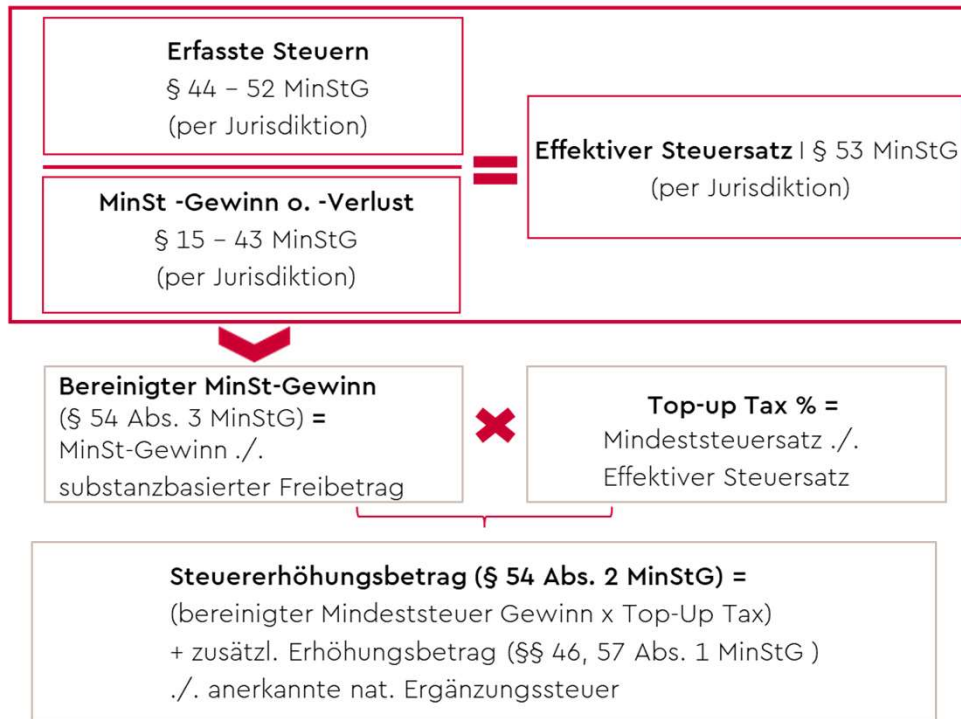 Erfasste Steuern
§ 44 – 52 MinStG
(per Jurisdiktion)
MinSt -Gewinn o. -Verlust
§ 15 – 43 MinStG
(per Jurisdiktion)
Effektiver Steuersatz I § 53 MinStG
(per Jurisdiktion)
Bereinigter MinSt-Gewinn
(§ 54 Abs. 3 MinStG) =
MinSt-Gewinn ./.
substanzbasierter Freibetrag
Top-up Tax % =
Mindeststeuersatz ./.
Effektiver Steuersatz
Steuererhöhungsbetrag (§ 54 Abs. 2 MinStG) =
(bereinigter Mindeststeuer Gewinn x Top-Up Tax)
+ zusätzl. Erhöhungsbetrag (§§ 46, 57 Abs. 1 MinStG )
./. anerkannte nat. Ergänzungssteuer